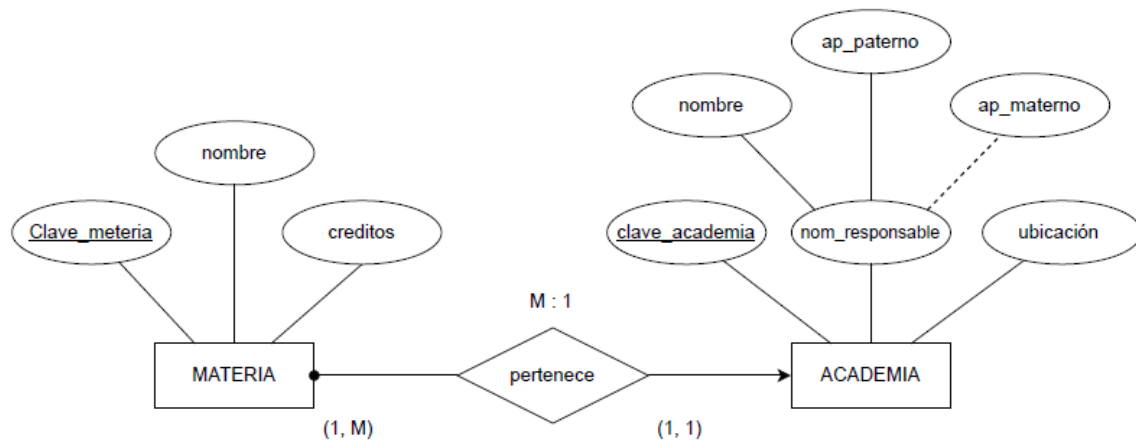 ap_paterno
nombre
ap_materno
nombre
Clave_meteria
creditos
clave_academia
nom_responsable
ubicación
M : 1
MATERIA
pertenece
ACADEMIA
(1, M)
(1, 1)